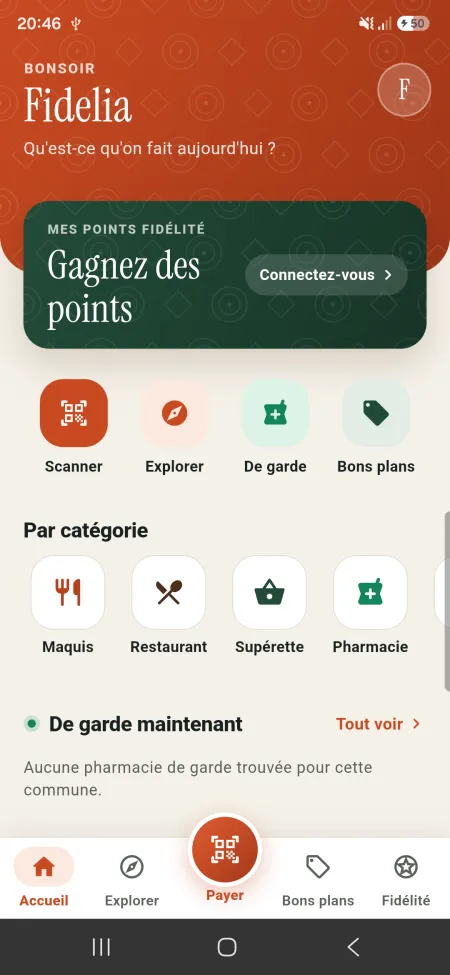 20:46
50
BONSOIR
Fidelia
F
Qu'est-ce qu'on fait aujourd'hui ?
MES POINTS FIDÉLITÉ
Gagnez des
points
Connectez-vous
Scanner
Explorer
De garde
Bons plans
Par catégorie
Maquis
Restaurant
Supérette
Pharmacie
De garde maintenant
Tout voir
Aucune pharmacie de garde trouvée pour cette
commune.
Accueil
Explorer
Payer
Bons plans
Fidélité